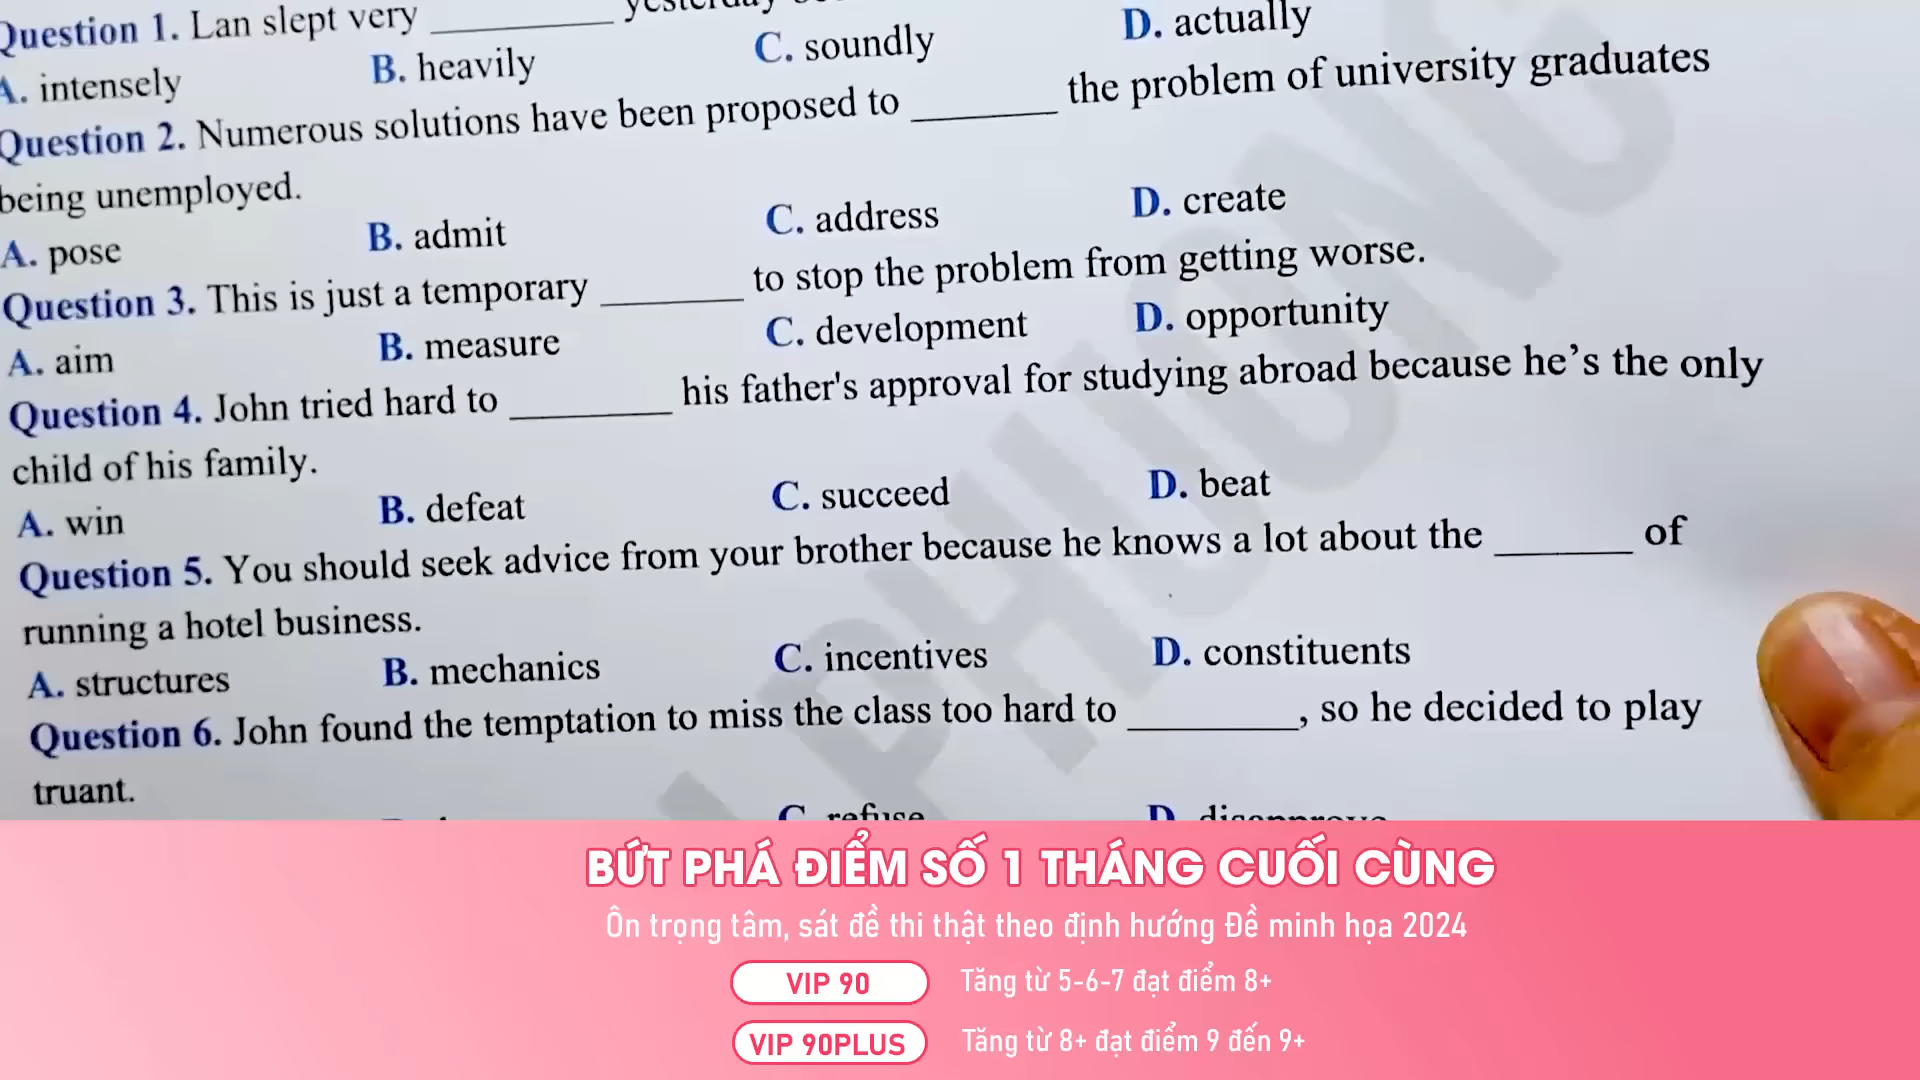 Question 1. Lan slept very ________ yesterday
A. intensely B. heavily C. soundly D. actually
Question 2. Numerous solutions have been proposed to ________ the problem of university graduates
being unemployed.
A. pose B. admit C. address D. create
Question 3. This is just a temporary ________ to stop the problem from getting worse.
A. aim B. measure C. development D. opportunity
Question 4. John tried hard to ________ his father's approval for studying abroad because he’s the only
child of his family.
A. win B. defeat C. succeed D. beat
Question 5. You should seek advice from your brother because he knows a lot about the ________ of
running a hotel business.
A. structures B. mechanics C. incentives D. constituents
Question 6. John found the temptation to miss the class too hard to ________, so he decided to play
truant.
C. refuse D. disapprove
PHUONG
BỨT PHÁ ĐIỂM SỐ 1 THÁNG CUỐI CÙNG
Ôn trọng tâm, sát đề thi thật theo định hướng Đề minh họa 2024
VIP 90 Tăng từ 5-6-7 đạt điểm 8+
VIP 90PLUS Tăng từ 8+ đạt điểm 9 đến 9+